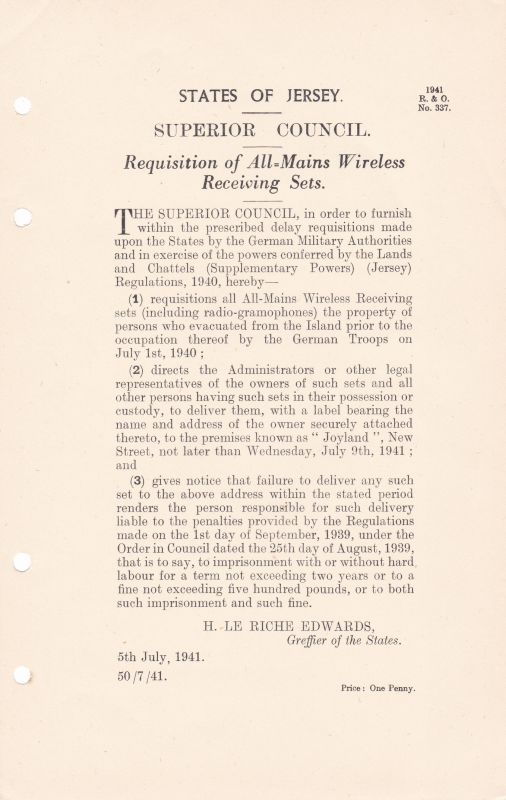 STATES OF JERSEY.
1941
R. & O.
No. 337.
SUPERIOR COUNCIL.
Requisition of All=Mains Wireless
Receiving Sets.
THE SUPERIOR COUNCIL, in order to furnish
within the prescribed delay requisitions made
upon the States by the German Military Authorities
and in exercise of the powers conferred by the Lands
and Chattels (Supplementary Powers) (Jersey)
Regulations, 1940, hereby—
(1) requisitions all All-Mains Wireless Receiving
sets (including radio-gramophones) the property of
persons who evacuated from the Island prior to the
occupation thereof by the German Troops on
July 1st, 1940 ;
(2) directs the Administrators or other legal
representatives of the owners of such sets and all
other persons having such sets in their possession or
custody, to deliver them, with a label bearing the
name and address of the owner securely attached
thereto, to the premises known as " Joyland ", New
Street, not later than Wednesday, July 9th, 1941 ;
and
(3) gives notice that failure to deliver any such
set to the above address within the stated period
renders the person responsible for such delivery
liable to the penalties provided by the Regulations
made on the 1st day of September, 1939, under the
Order in Council dated the 25th day of August, 1939,
that is to say, to imprisonment with or without hard
labour for a term not exceeding two years or to a
fine not exceeding five hundred pounds, or to both
such imprisonment and such fine.
H. LE RICHE EDWARDS,
Greffier of the States.
5th July, 1941.
50/7/41.
Price: One Penny.